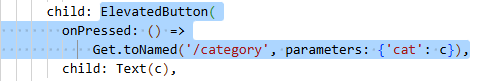 child: ElevatedButton(
onPressed: () =>
Get.toNamed('/category', parameters: {'cat': c}),
child: Text(c),